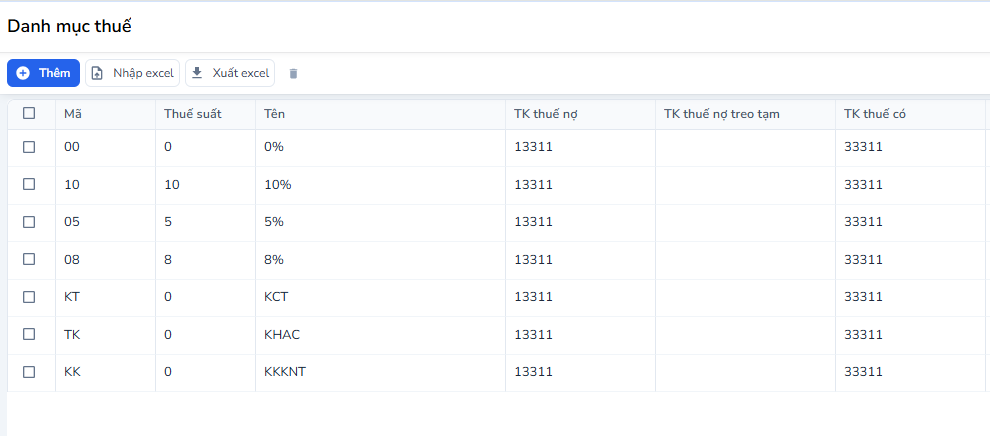 Danh mục thuế
Thêm Nhập excel Xuất excel
Mã Thuế suất Tên TK thuế nợ TK thuế nợ treo tạm TK thuế có
00 0 0% 13311 33311
10 10 10% 13311 33311
05 5 5% 13311 33311
08 8 8% 13311 33311
KT 0 KCT 13311 33311
TK 0 KHAC 13311 33311
KK 0 KKKNT 13311 33311